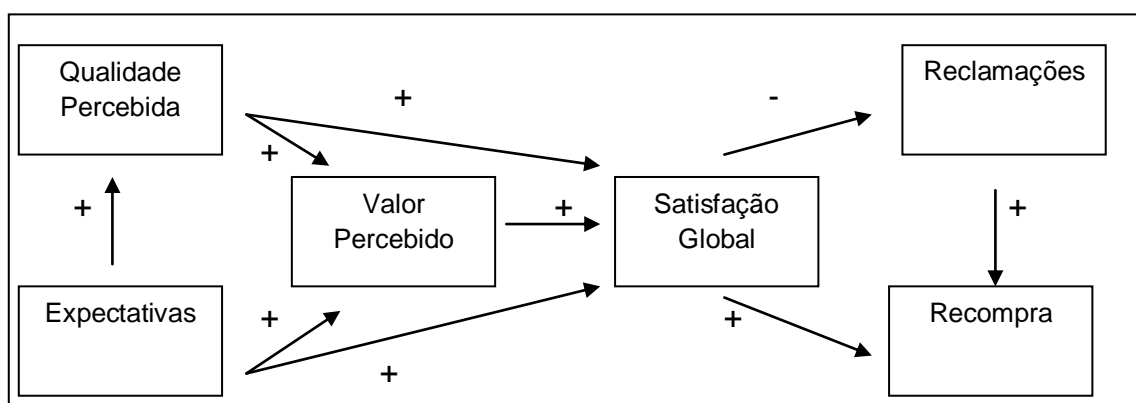 Qualidade
Percebida
+
-
Reclamações
+
+
Valor
Percebido
+
Satisfação
Global
+
Expectativas
+
+
+
Recompra